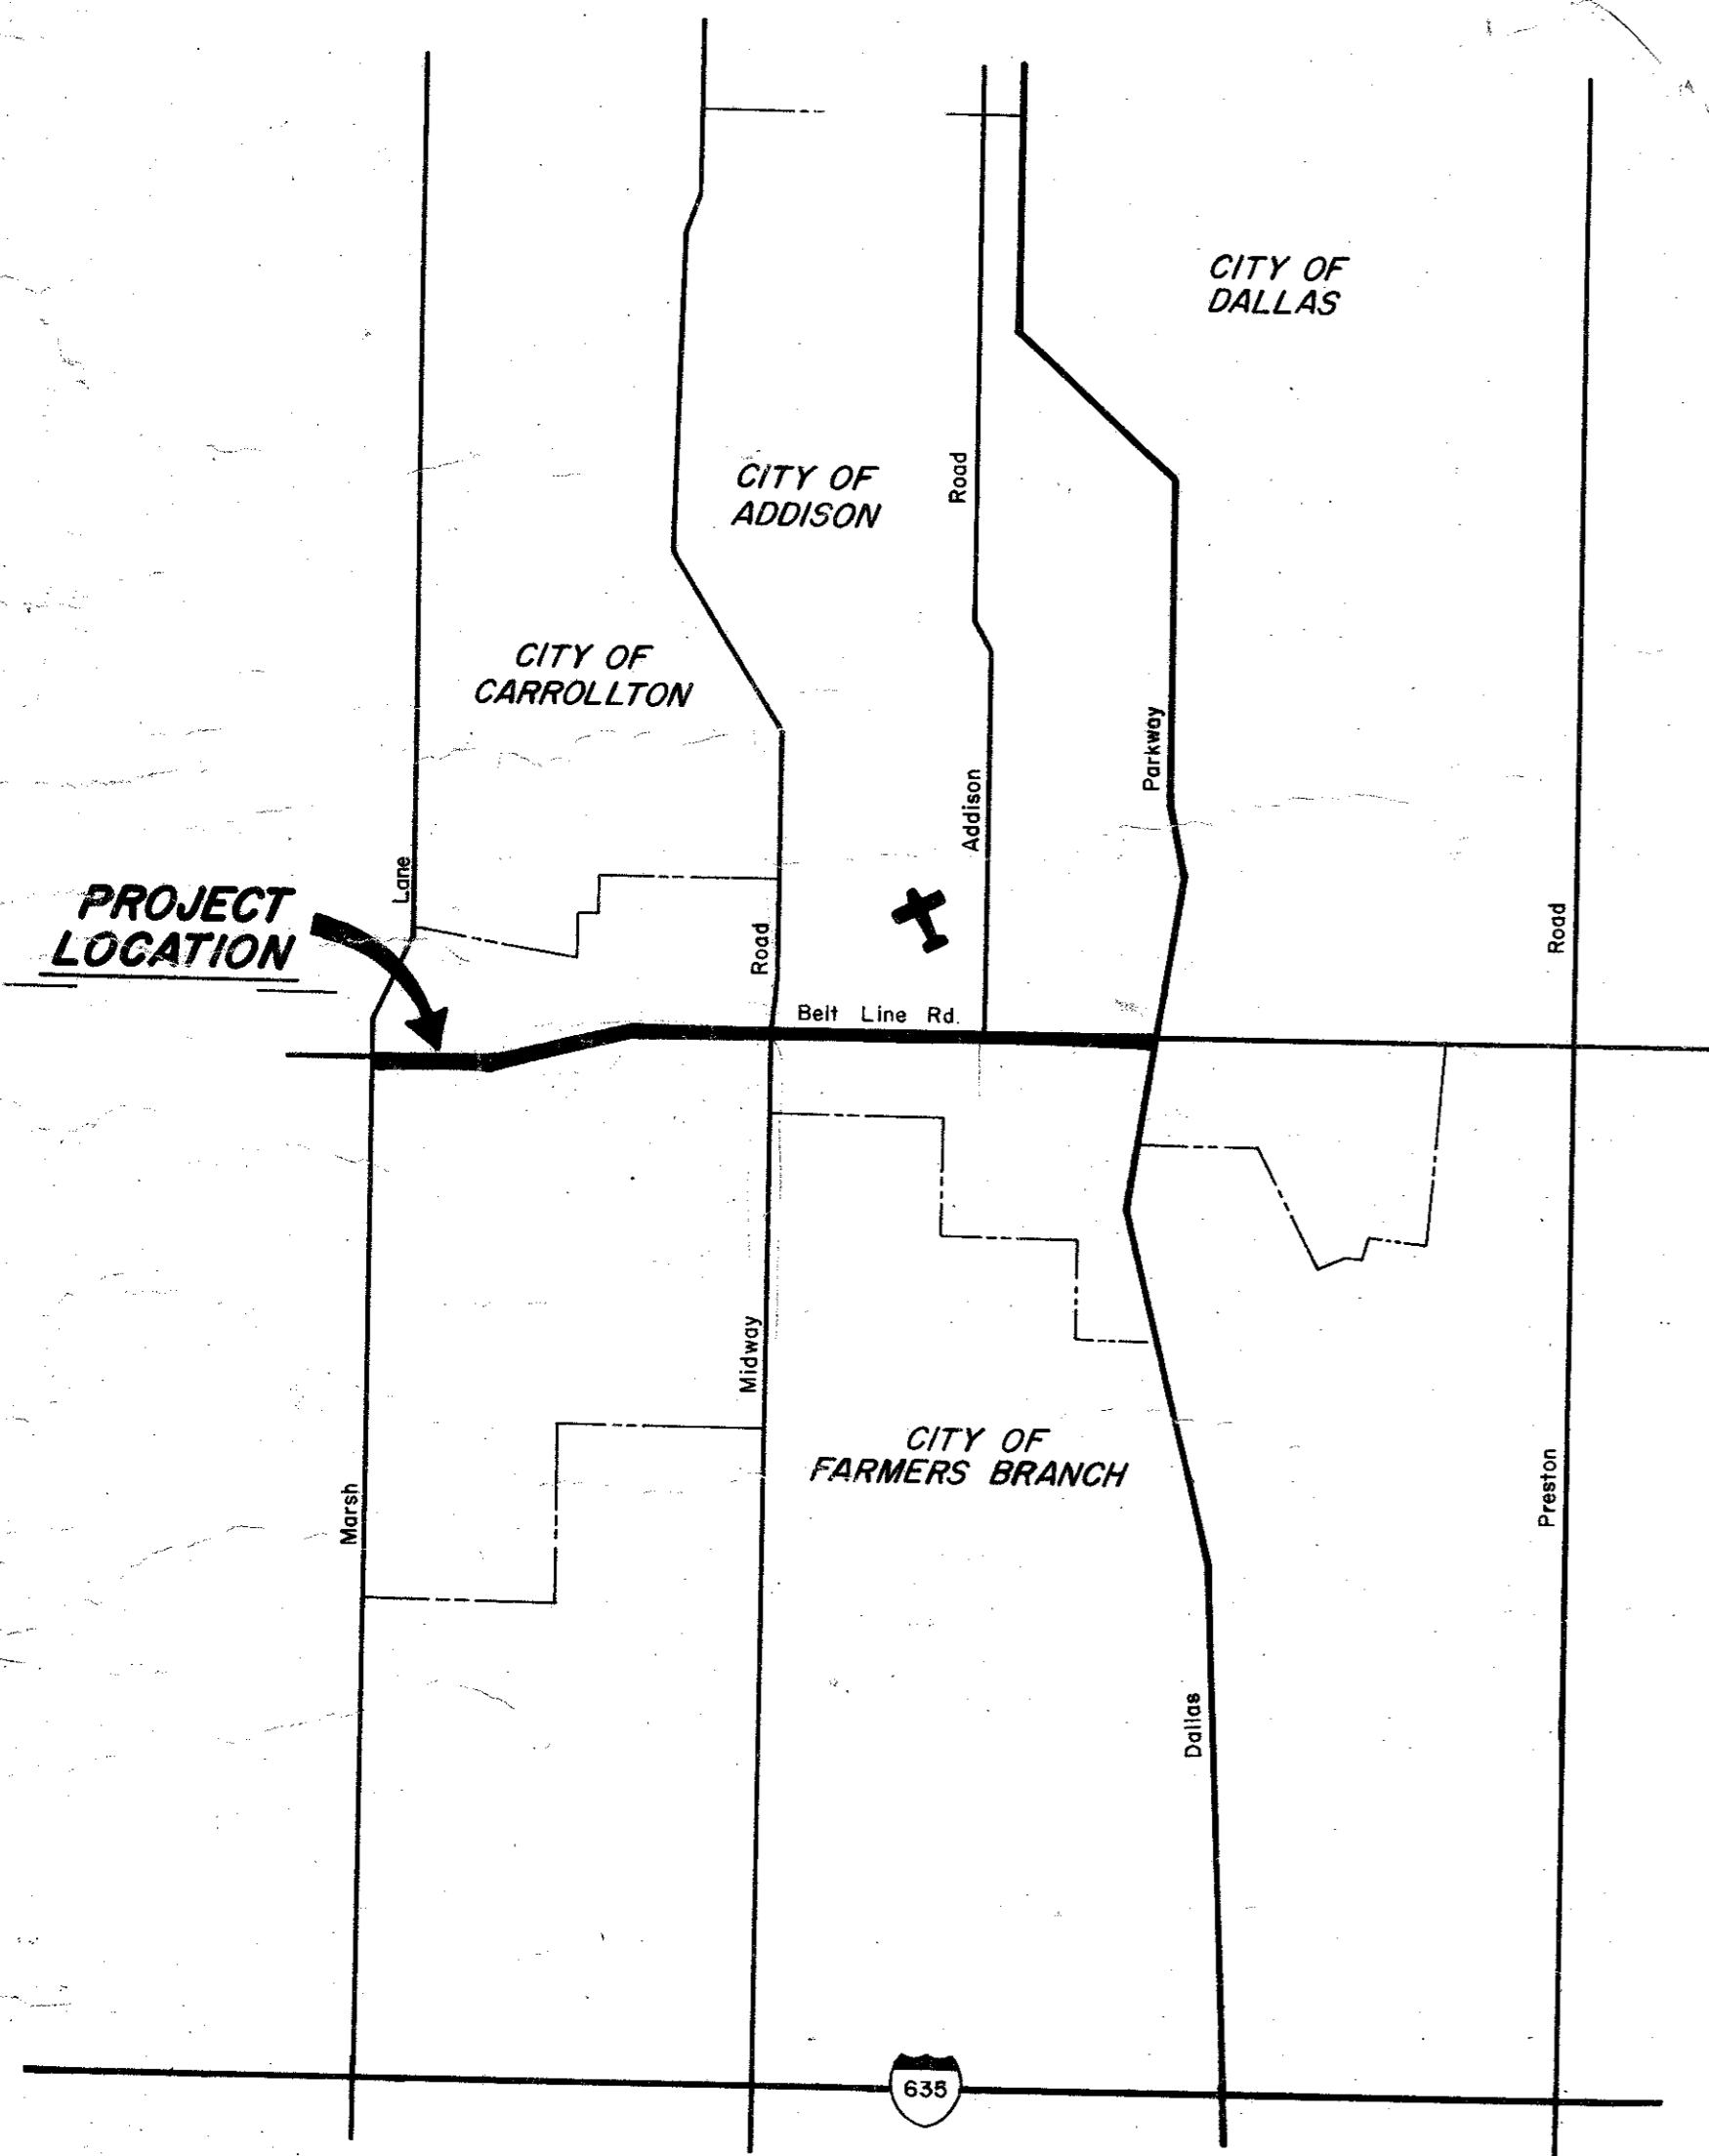 CITY OF
DALLAS
CITY OF
ADDISON
Road
CITY OF
CARROLLTON
Parkway
Addison
Lane
PROJECT
LOCATION
Road
Road
Belt Line Rd.
Midway
CITY OF
FARMERS BRANCH
Marsh
Preston
Dallas
635